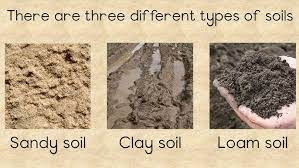 There are three different types of soils
Sandy soil
Clay soil
Loam soil